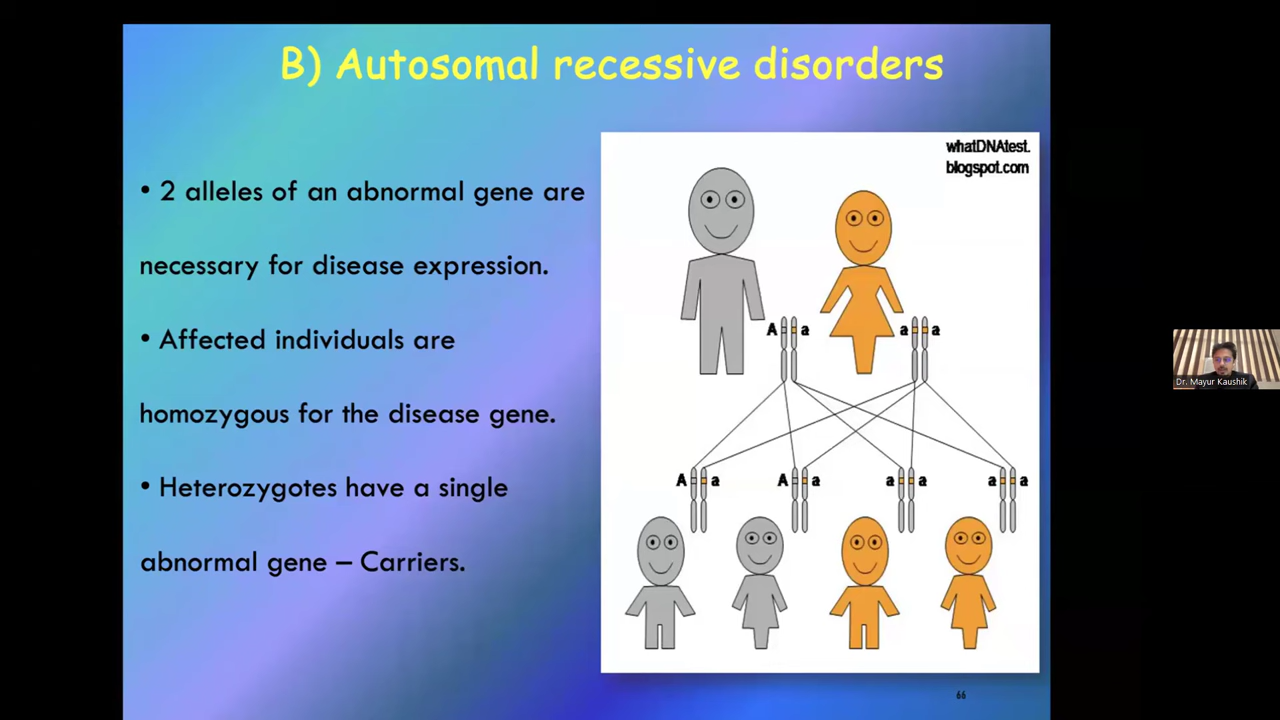 B) Autosomal recessive disorders
• 2 alleles of an abnormal gene are
necessary for disease expression.
• Affected individuals are
homozygous for the disease gene.
• Heterozygotes have a single
abnormal gene – Carriers.
whatDNAtest.
blogspot.com
A a a a
A a A a a a a a
66
Dr. Mayur Kaushik